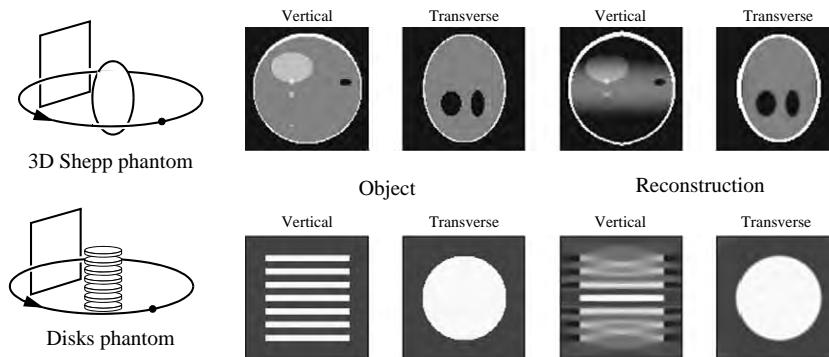 Vertical Transverse Vertical Transverse
3D Shepp phantom
Object Reconstruction
Vertical Transverse Vertical Transverse
Disks phantom